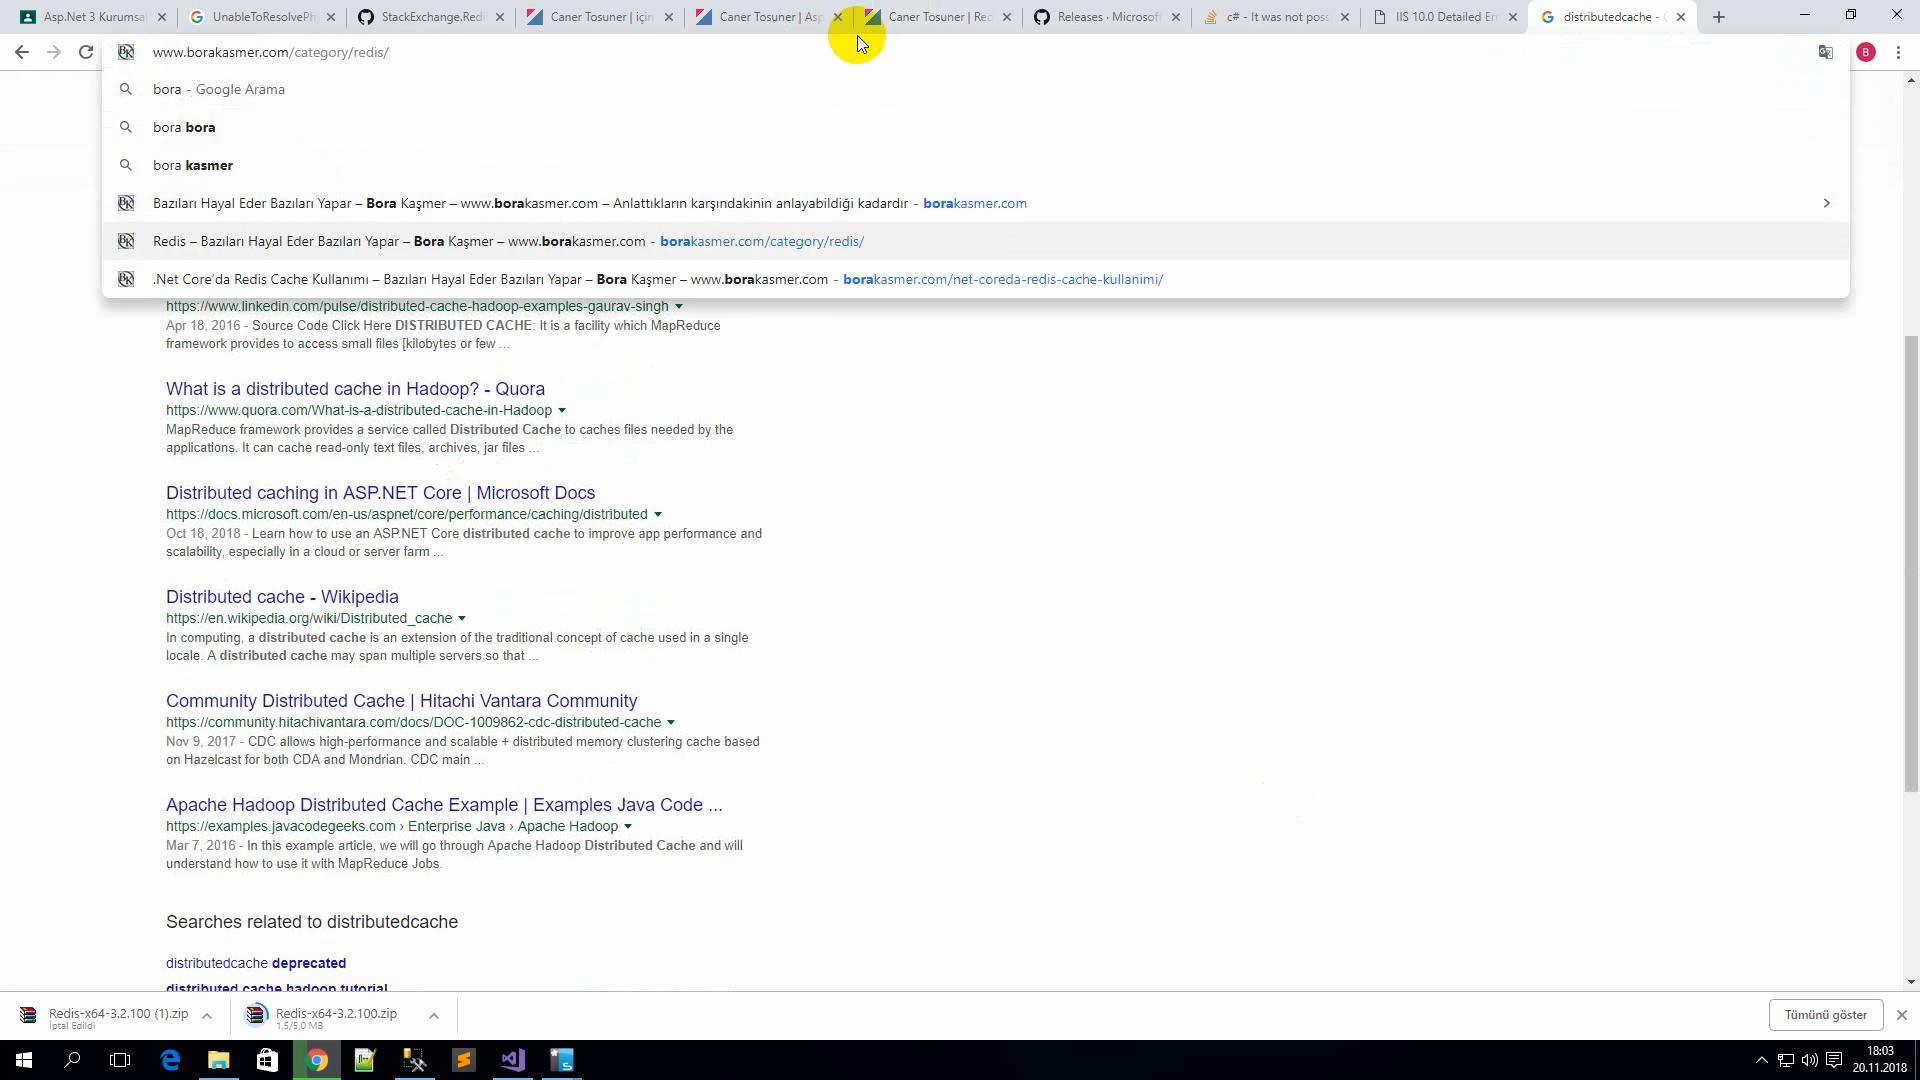 Asp.Net 3 Kurumsa
UnableToResolvePh
StackExchange.Redi
Caner Tosuner | için
Caner Tosuner | Asp
Caner Tosuner | Red
Releases · Microsoft
c# - It was not poss
IIS 10.0 Detailed Err
distributedcache - G
www.borakasmer.com/category/redis/
B
bora - Google Arama
bora bora
bora kasmer
Bazıları Hayal Eder Bazıları Yapar – Bora Kaşmer – www.borakasmer.com – Anlattıkların karşındakinin anlayabildiği kadardır - borakasmer.com
Redis – Bazıları Hayal Eder Bazıları Yapar – Bora Kaşmer – www.borakasmer.com - borakasmer.com/category/redis/
.Net Core’da Redis Cache Kullanımı – Bazıları Hayal Eder Bazıları Yapar – Bora Kaşmer – www.borakasmer.com - borakasmer.com/net-coreda-redis-cache-kullanimi/
https://www.linkedin.com/pulse/distributed-cache-hadoop-examples-gaurav-singh
Apr 18, 2016 - Source Code Click Here DISTRIBUTED CACHE: It is a facility which MapReduce
framework provides to access small files [kilobytes or few ...
What is a distributed cache in Hadoop? - Quora
https://www.quora.com/What-is-a-distributed-cache-in-Hadoop
MapReduce framework provides a service called Distributed Cache to caches files needed by the
applications. It can cache read-only text files, archives, jar files ...
Distributed caching in ASP.NET Core | Microsoft Docs
https://docs.microsoft.com/en-us/aspnet/core/performance/caching/distributed
Oct 18, 2018 - Learn how to use an ASP.NET Core distributed cache to improve app performance and
scalability, especially in a cloud or server farm ...
Distributed cache - Wikipedia
https://en.wikipedia.org/wiki/Distributed_cache
In computing, a distributed cache is an extension of the traditional concept of cache used in a single
locale. A distributed cache may span multiple servers so that ...
Community Distributed Cache | Hitachi Vantara Community
https://community.hitachivantara.com/docs/DOC-1009862-cdc-distributed-cache
Nov 9, 2017 - CDC allows high-performance and scalable + distributed memory clustering cache based
on Hazelcast for both CDA and Mondrian. CDC main ...
Apache Hadoop Distributed Cache Example | Examples Java Code ...
https://examples.javacodegeeks.com › Enterprise Java › Apache Hadoop
Mar 7, 2016 - In this example article, we will go through Apache Hadoop Distributed Cache and will
understand how to use it with MapReduce Jobs.
Searches related to distributedcache
distributedcache deprecated
distributed cache hadoop tutorial
Redis-x64-3.2.100 (1).zip
İptal Edildi
Redis-x64-3.2.100.zip
1.5/5,0 MB
Tümünü göster
18:03
20.11.2018